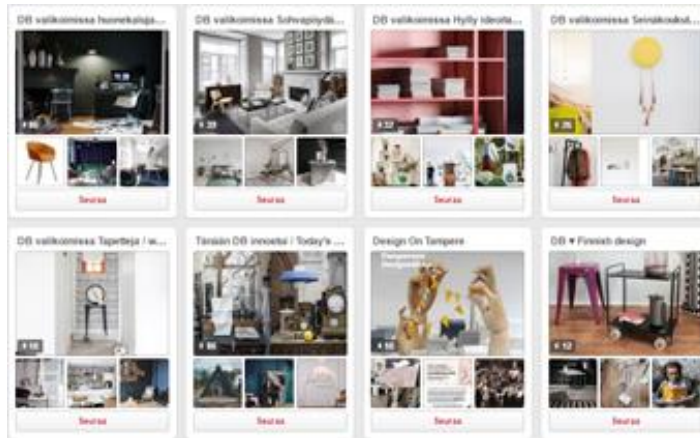 DB valikoimissa huonekaluja...
DB valikoimissa Sohvapöydä...
DB valikoimissa Hylly ideoita...
DB valikoimissa Seinäkoukut...
Seuraa
Seuraa
Seuraa
Seuraa
DB valikoimissa Tapetteja / w...
Tänään DB innostui / Today's ...
Design On Tampere
DB ♥ Finnish design
Seuraa
Seuraa
Seuraa
Seuraa